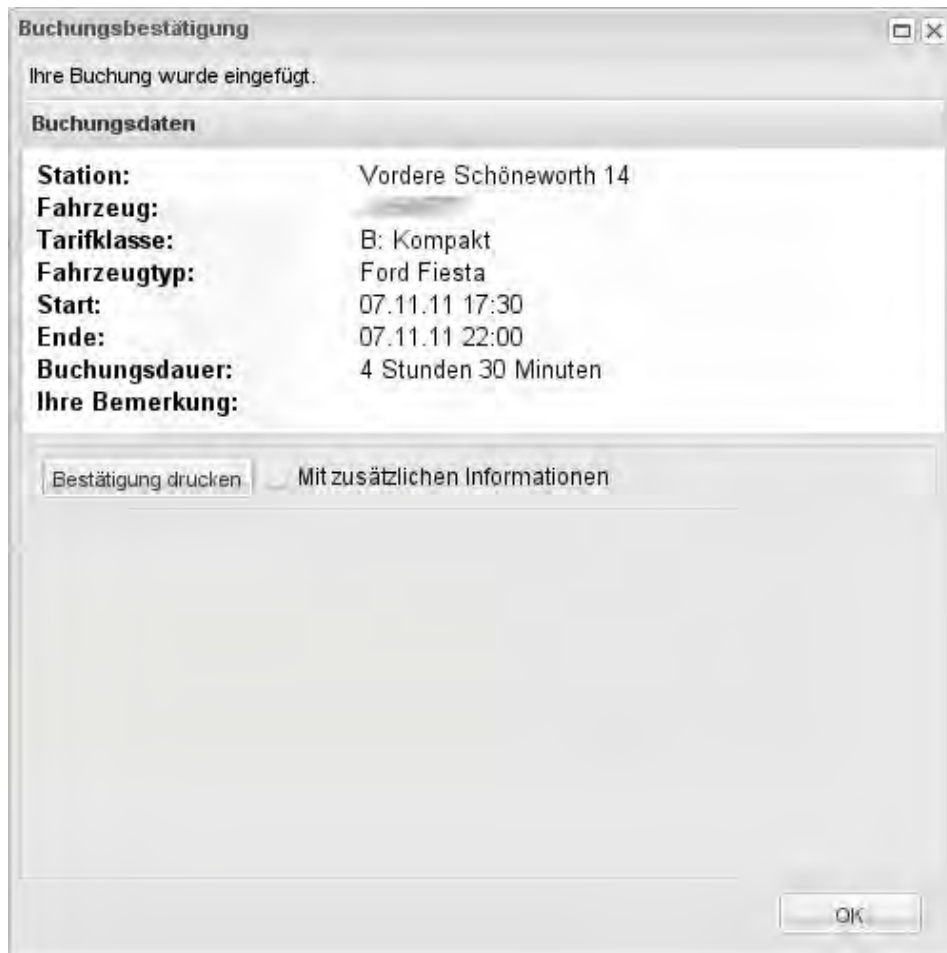 Buchungsbestätigung
Ihre Buchung wurde eingefügt.
Buchungsdaten
Station: Vordere Schöneworth 14
Fahrzeug:
Tarifklasse: B: Kompakt
Fahrzeugtyp: Ford Fiesta
Start: 07.11.11 17:30
Ende: 07.11.11 22:00
Buchungsdauer: 4 Stunden 30 Minuten
Ihre Bemerkung:
Bestätigung drucken Mit zusätzlichen Informationen
OK